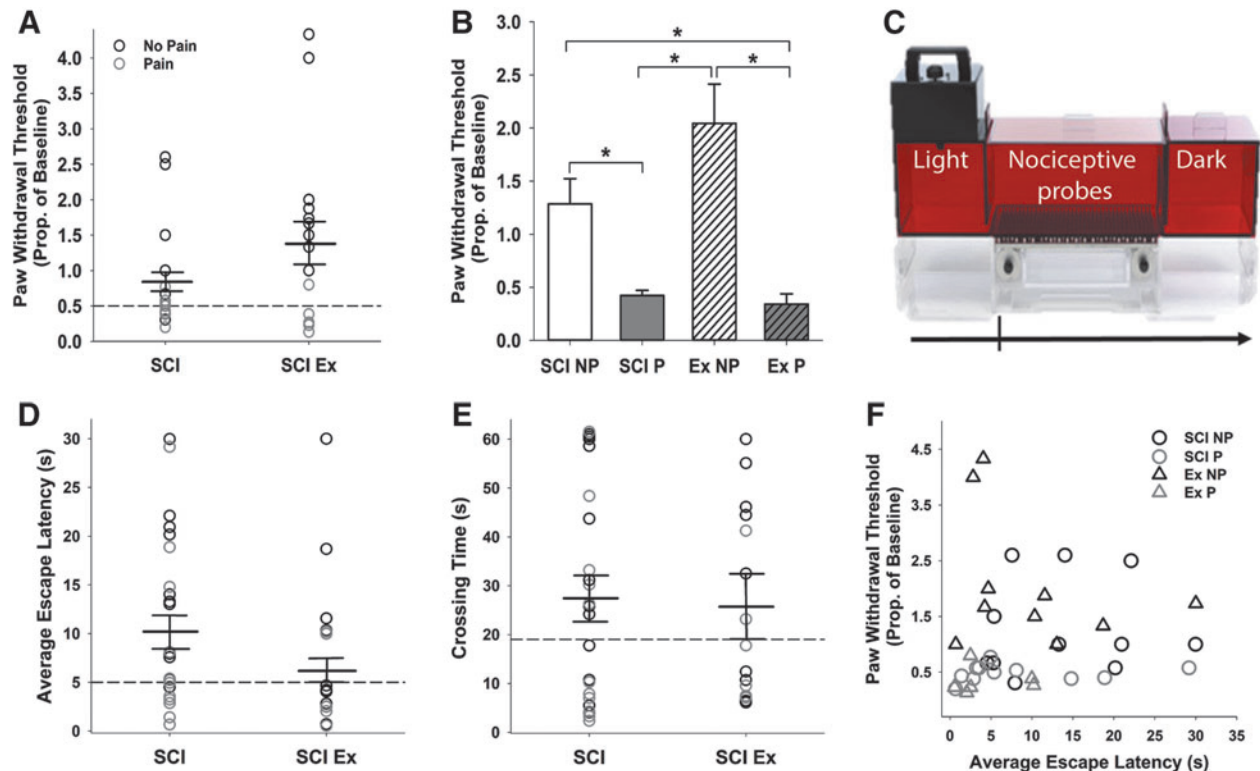 A
Paw Withdrawal Threshold
(Prop. of Baseline)
4.0
3.5
3.0
2.5
2.0
1.5
1.0
0.5
0.0
No Pain
Pain
SCI
SCI Ex
B
Paw Withdrawal Threshold
(Prop. of Baseline)
3.0
2.5
2.0
1.5
1.0
0.5
0.0
*
*
*
*
SCI NP
SCI P
Ex NP
Ex P
C
Light
Nociceptive
probes
Dark
D
Average Escape Latency (s)
30
25
20
15
10
5
0
SCI
SCI Ex
E
Crossing Time (s)
60
50
40
30
20
10
0
SCI
SCI Ex
F
Paw Withdrawal Threshold
(Prop. of Baseline)
4.5
3.5
2.5
1.5
0.5
SCI NP
SCI P
Ex NP
Ex P
0
5
10
15
20
25
30
35
Average Escape Latency (s)